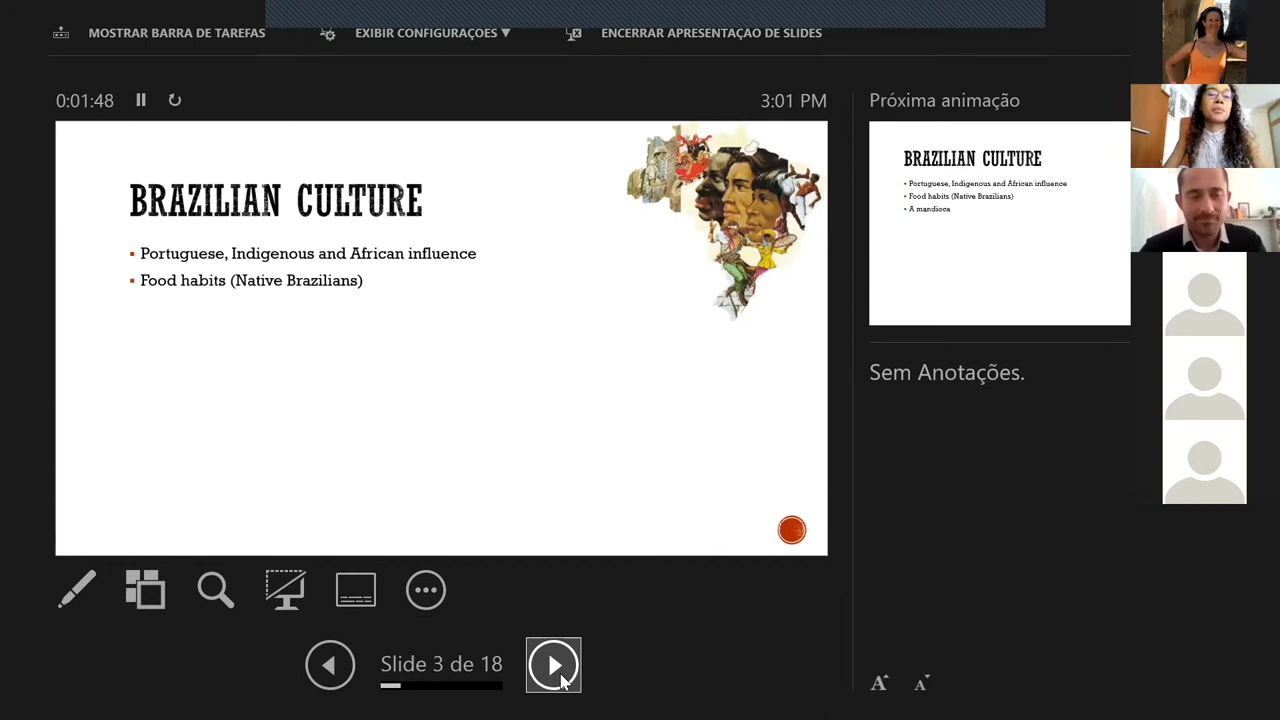 MOSTRAR BARRA DE TAREFAS
EXIBIR CONFIGURAÇÕES ▼
ENCERRAR APRESENTAÇÃO DE SLIDES
0:01:48
3:01 PM
BRAZILIAN CULTURE
▪ Portuguese, Indigenous and African influence
▪ Food habits (Native Brazilians)
Slide 3 de 18
Próxima animação
BRAZILIAN CULTURE
▪ Portuguese, Indigenous and African influence
▪ Food habits (Native Brazilians)
▪ A mandioca
Sem Anotações.
A A